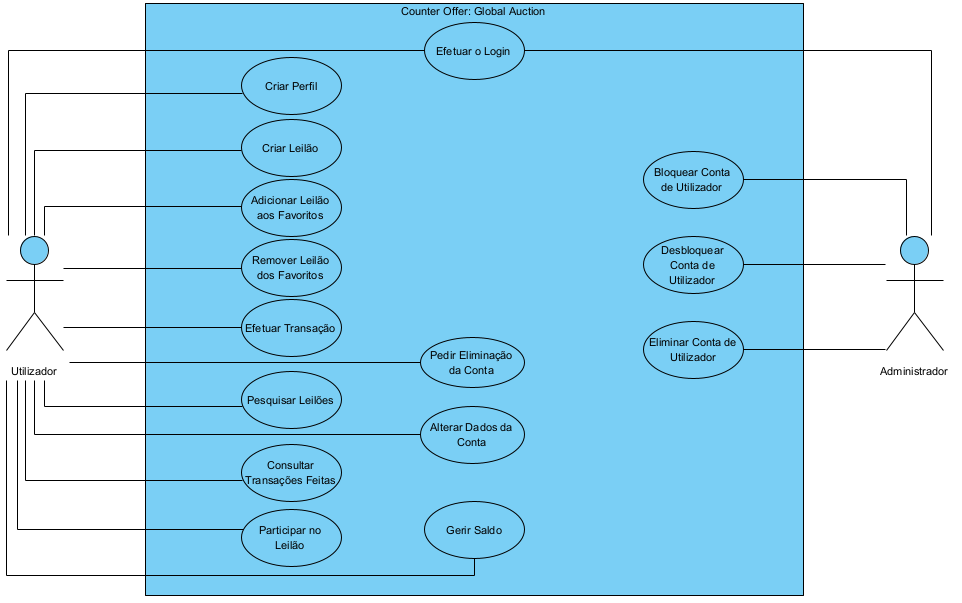 Counter Offer: Global Auction
Efetuar o Login
Criar Perfil
Criar Leilão
Bloquear Conta
de Utilizador
Adicionar Leilão
aos Favoritos
Remover Leilão
dos Favoritos
Desbloquear
Conta de
Utilizador
Efetuar Transação
Eliminar Conta de
Utilizador
Pedir Eliminação
da Conta
Utilizador
Administrador
Pesquisar Leilões
Alterar Dados da
Conta
Consultar
Transações Feitas
Participar no
Leilão
Gerir Saldo